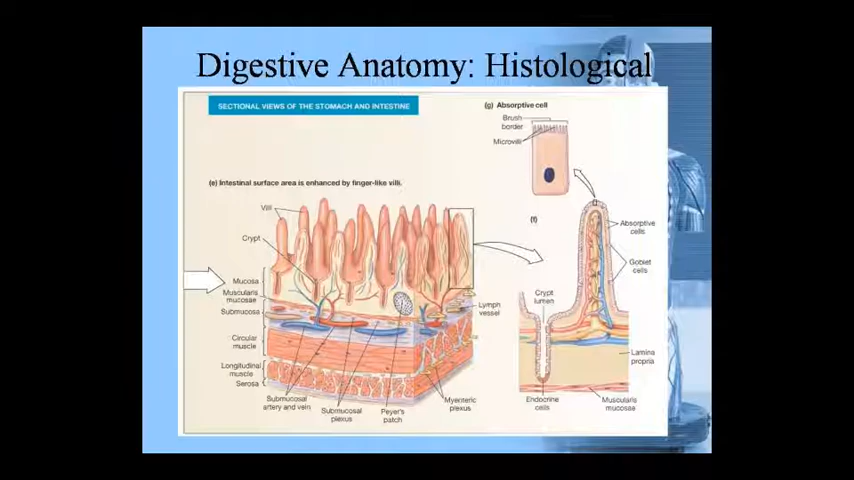 Digestive Anatomy: Histological
SECTIONAL VIEWS OF THE STOMACH AND INTESTINE
(g) Absorptive cell
Brush
border
Microvilli
(e) Intestinal surface area is enhanced by finger-like villi.
Villi
Crypt
Mucosa
Muscularis
mucosae
Submucosa
Circular
muscle
Longitudinal
muscle
Serosa
Submucosal
artery and vein
Submucosal
plexus
Peyer's
patch
Myenteric
plexus
Lymph
vessel
(f)
Absorptive
cells
Goblet
cells
Crypt
lumen
Lamina
propria
Endocrine
cells
Muscularis
mucosae